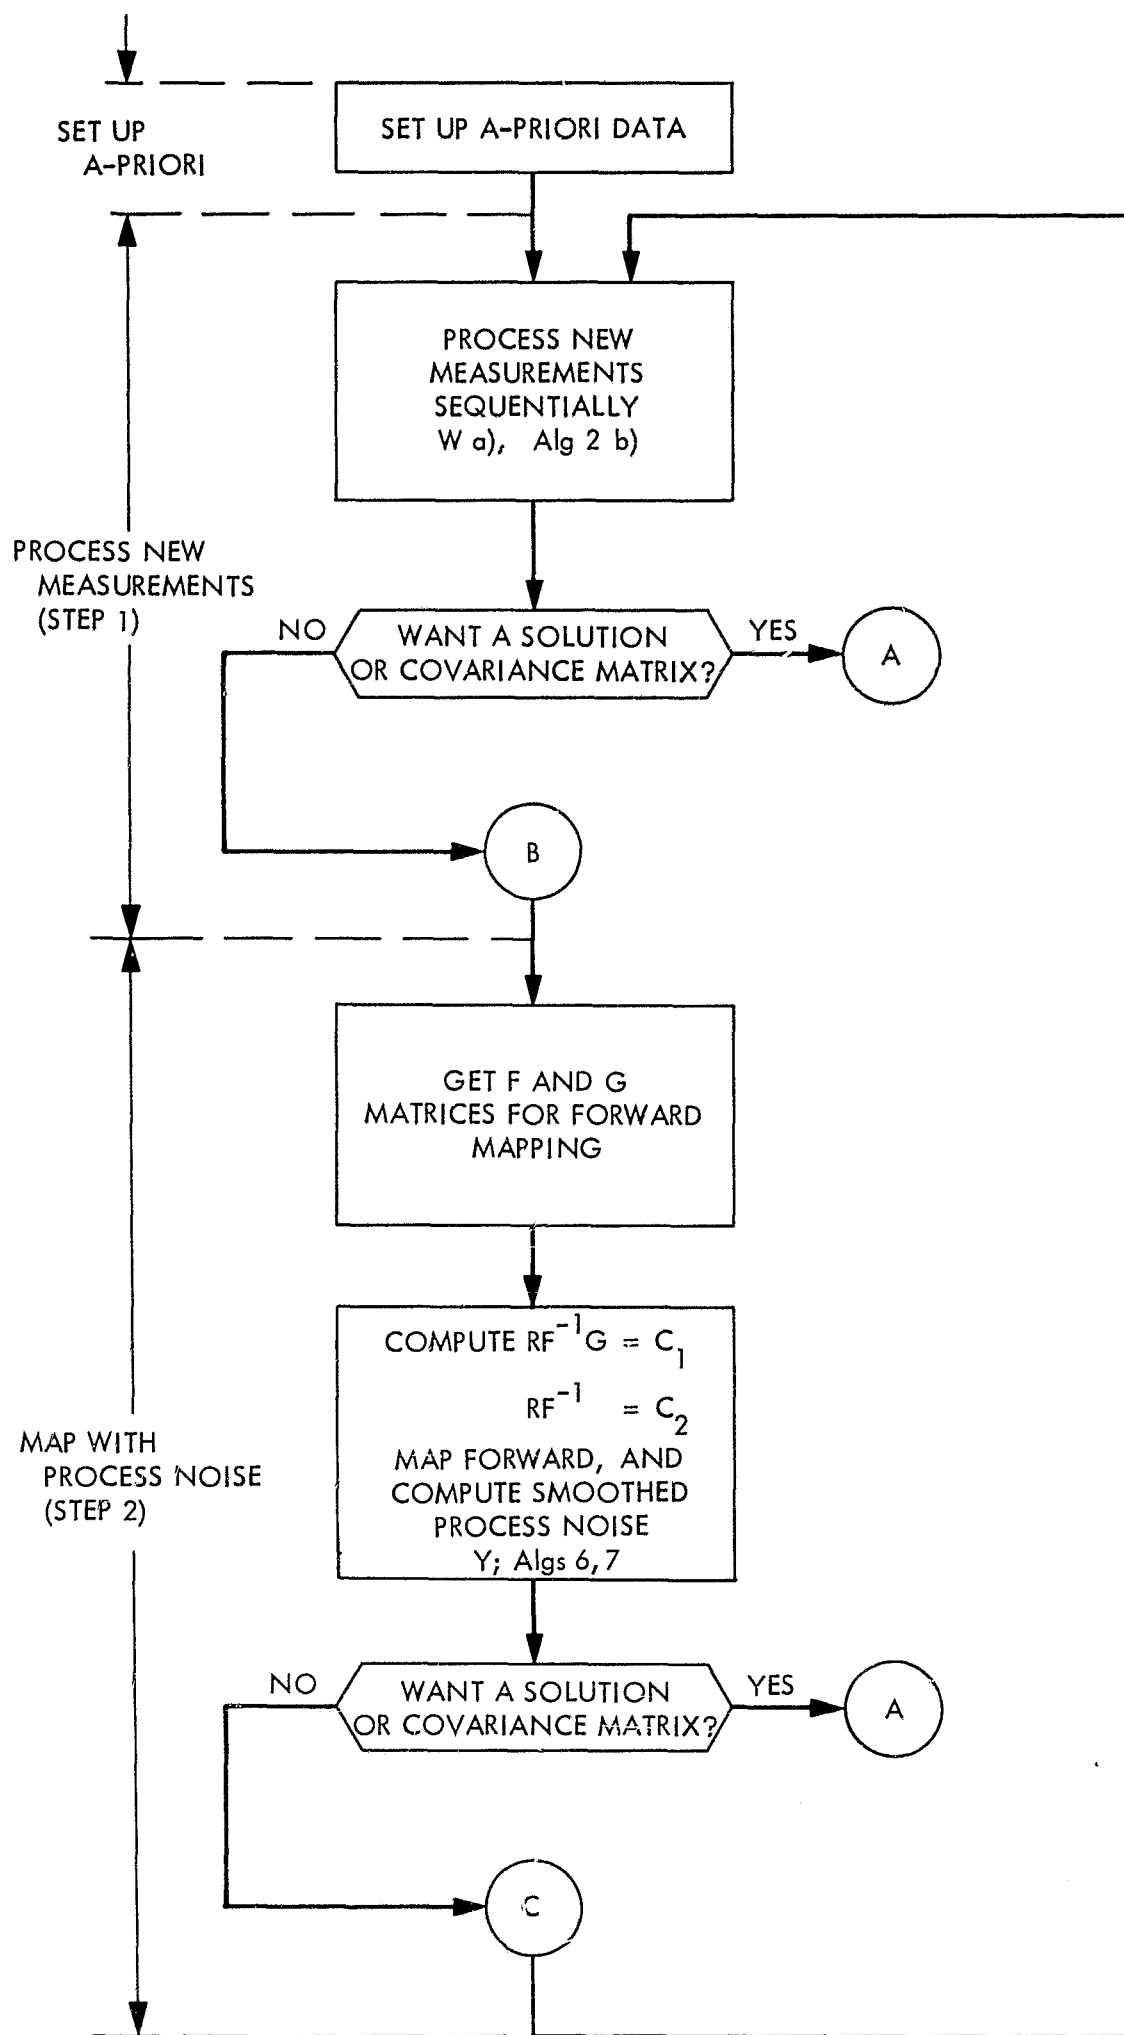 SET UP
A-PRIORI
SET UP A-PRIORI DATA
PROCESS NEW
MEASUREMENTS
SEQUENTIALLY
W a), Alg 2 b)
PROCESS NEW
MEASUREMENTS
(STEP 1)
NO
WANT A SOLUTION
OR COVARIANCE MATRIX?
YES
A
B
GET F AND G
MATRICES FOR FORWARD
MAPPING
COMPUTE RF⁻¹G = C₁
RF⁻¹ = C₂
MAP FORWARD, AND
COMPUTE SMOOTHED
PROCESS NOISE
Y; Algs 6,7
MAP WITH
PROCESS NOISE
(STEP 2)
NO
WANT A SOLUTION
OR COVARIANCE MATRIX?
YES
A
C